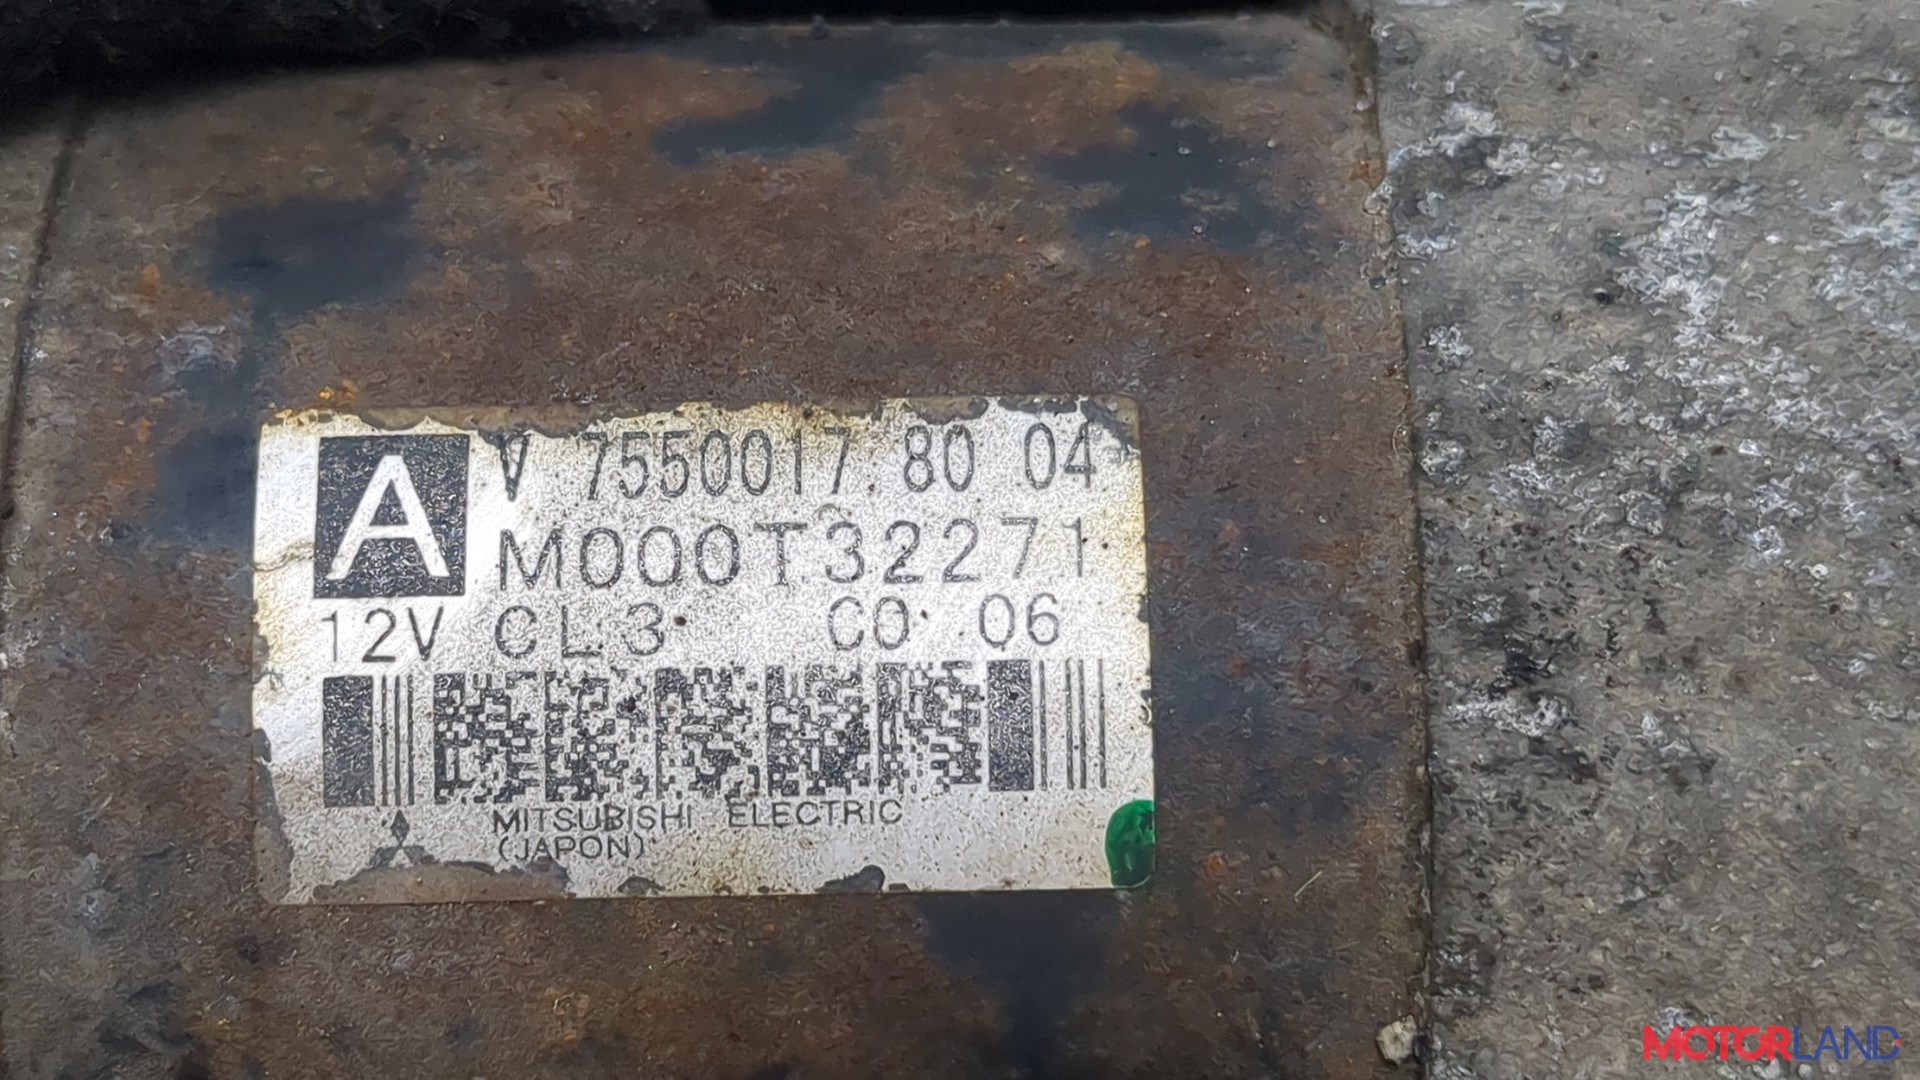 A
V 7550017 80 04
M000T32271
12V CL3 C0 06
MITSUBISHI ELECTRIC
(JAPON)
MOTORLAND